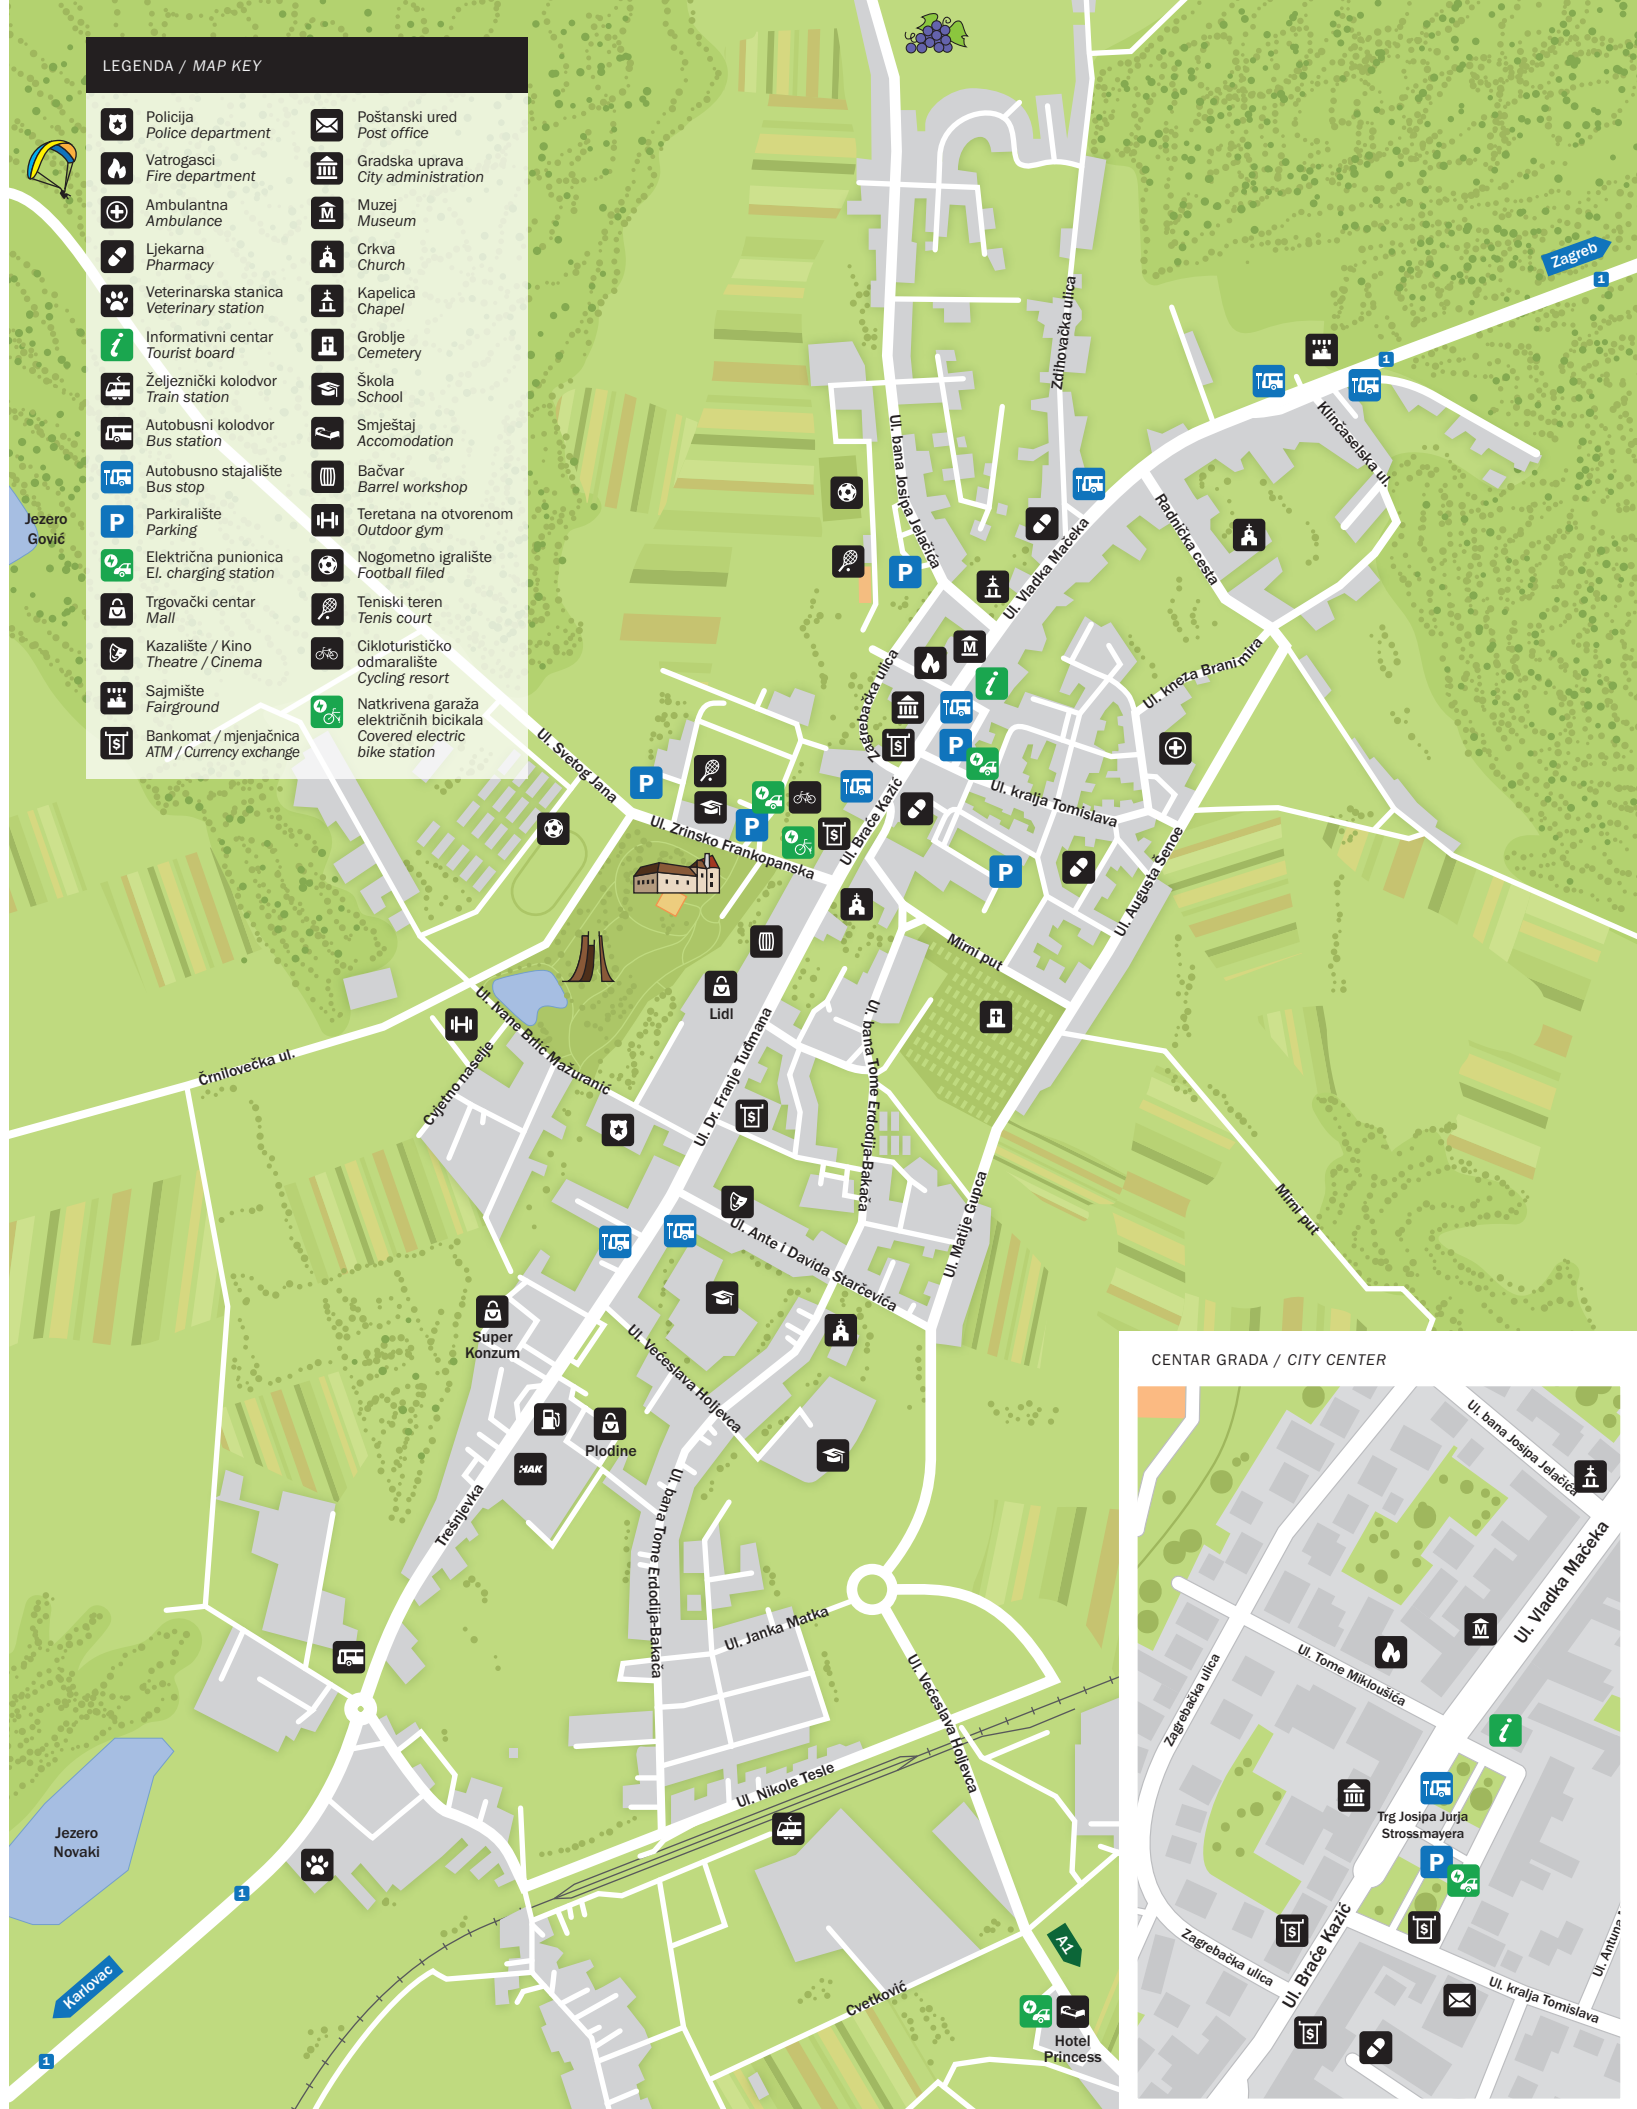 LEGENDA / MAP KEY
Policija
Police department
Vatrogasci
Fire department
Ambulantna
Ambulance
Ljekarna
Pharmacy
Veterinarska stanica
Veterinary station
Informativni centar
Tourist board
Željeznički kolodvor
Train station
Autobusni kolodvor
Bus station
Autobusno stajalište
Bus stop
P
Parkiralište
Parking
Električna punionica
El. charging station
Trgovački centar
Mall
Kazalište / Kino
Theatre / Cinema
Sajmište
Fairground
Bankomat / mjenjačnica
ATM / Currency exchange
Poštanski ured
Post office
Gradska uprava
City administration
M
Muzej
Museum
Crkva
Church
Kapelica
Chapel
Groblje
Cemetery
Škola
School
Smještaj
Accomodation
Bačvar
Barrel workshop
Teretana na otvorenom
Outdoor gym
Nogometno igralište
Football filed
Teniski teren
Tenis court
Cikloturističko
odmaralište
Cycling resort
Natkrivena garaža
električnih bicikala
Covered electric
bike station
Zagreb
1
1
Zdihovačka ulica
Klinčaselska ul.
Ul. bana Josipa Jelačića
Jezero
Gović
Radnička cesta
Ul. Vladka Mačeka
P
M
Ul. kneza Branimira
Zagrebačka ulica
i
Ul. Svetog Jana
P
P
Ul. kralja Tomislava
Ul. Zrinsko Frankopanska
P
Ul. Braće Kazić
P
Ul. Augusta Šenoe
Mirni put
Lidl
Ul. Ivane Brlić Mažuranić
Ul. Dr. Franje Tuđmana
Ul. bana Tome Erdodija-Bakača
Črnilovečka ul.
Cvjetno naselje
Ul. Matije Gupca
Mirni put
Ul. Ante i Davida Starčevića
Super
Konzum
Ul. Većeslava Holjevca
Plodine
HAK
Trešnjevka
Ul. bana Tome Erdodija-Bakača
Ul. Janka Matka
Ul. Većeslava Holjevca
Ul. Nikole Tesle
Jezero
Novaki
1
Karlovac
1
A1
Cvetković
Hotel
Princess
CENTAR GRADA / CITY CENTER
Ul. bana Josipa Jelačića
Ul. Vladka Mačeka
M
Ul. Tome Mikloušića
Zagrebačka ulica
i
Trg Josipa Jurja
Strossmayera
P
Ul. Braće Kazić
Zagrebačka ulica
Ul. Antuna
Ul. kralja Tomislava